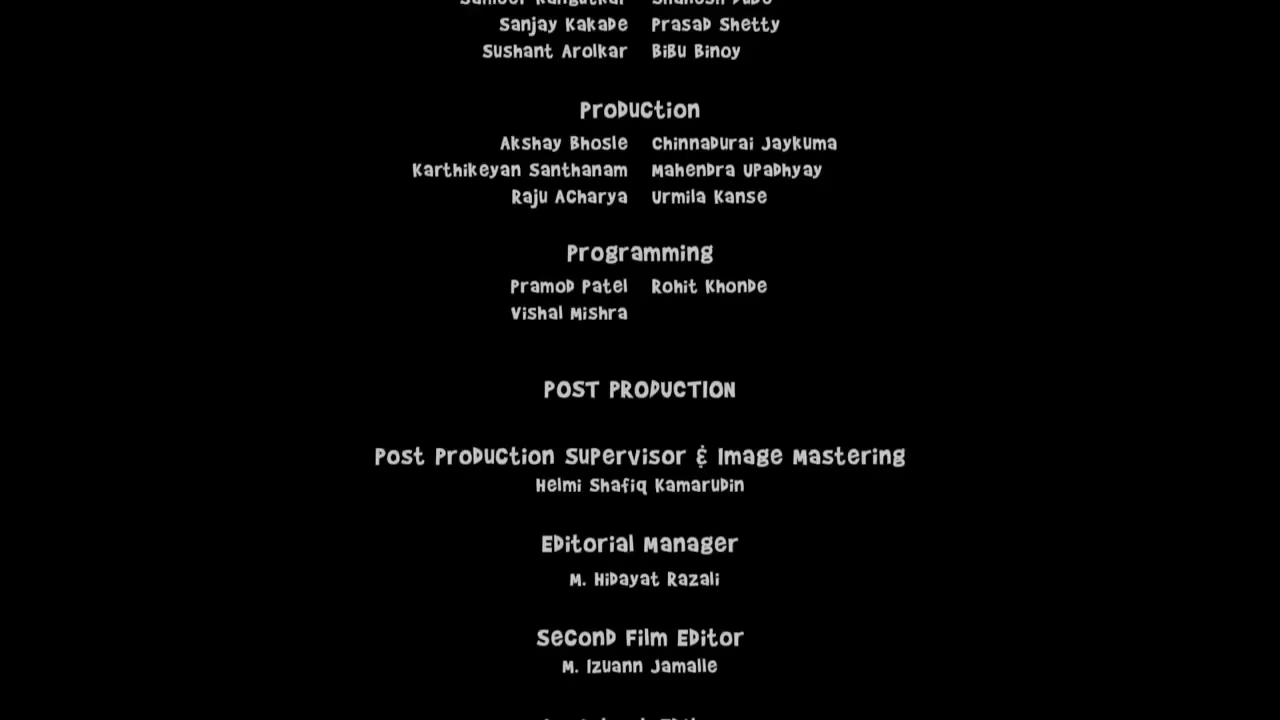 Sanjay Kakade Prasad Shetty
Sushant Arolkar Bibu Binoy
Production
Akshay Bhosle Chinnadurai Jaykuma
Karthikeyan Santhanam Mahendra Upadhyay
Raju Acharya Urmila Kanse
Programming
Pramod Patel Rohit Khonde
Vishal Mishra
POST PRODUCTION
Post Production Supervisor & Image Mastering
Helmi Shafiq Kamarudin
Editorial Manager
M. Hidayat Razali
Second Film Editor
M. Izuann Jamalle